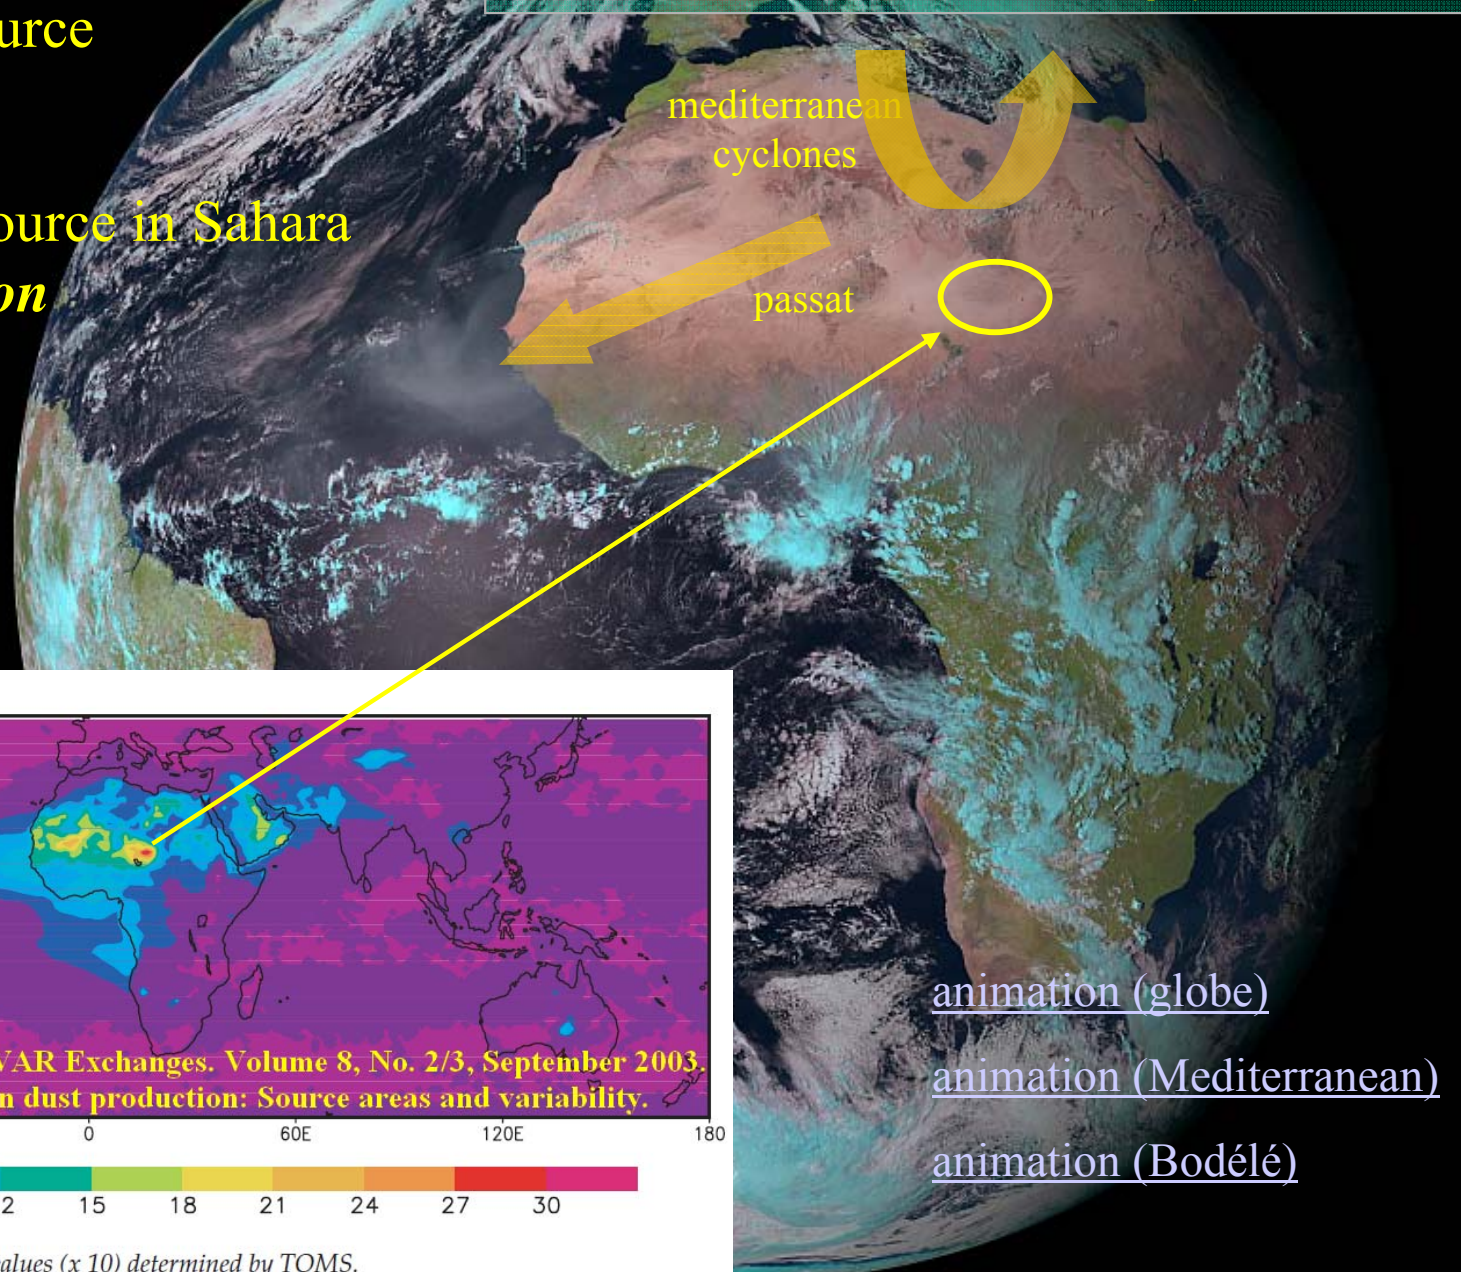 urce
mediterranean
cyclones
ource in Sahara
on
passat
animation (globe)
VAR Exchanges. Volume 8, No. 2/3, September 2003.
animation (Mediterranean)
n dust production: Source areas and variability.
0 60E 120E 180
animation (Bodélé)
2 15 18 21 24 27 30
alues (x 10) determined by TOMS.